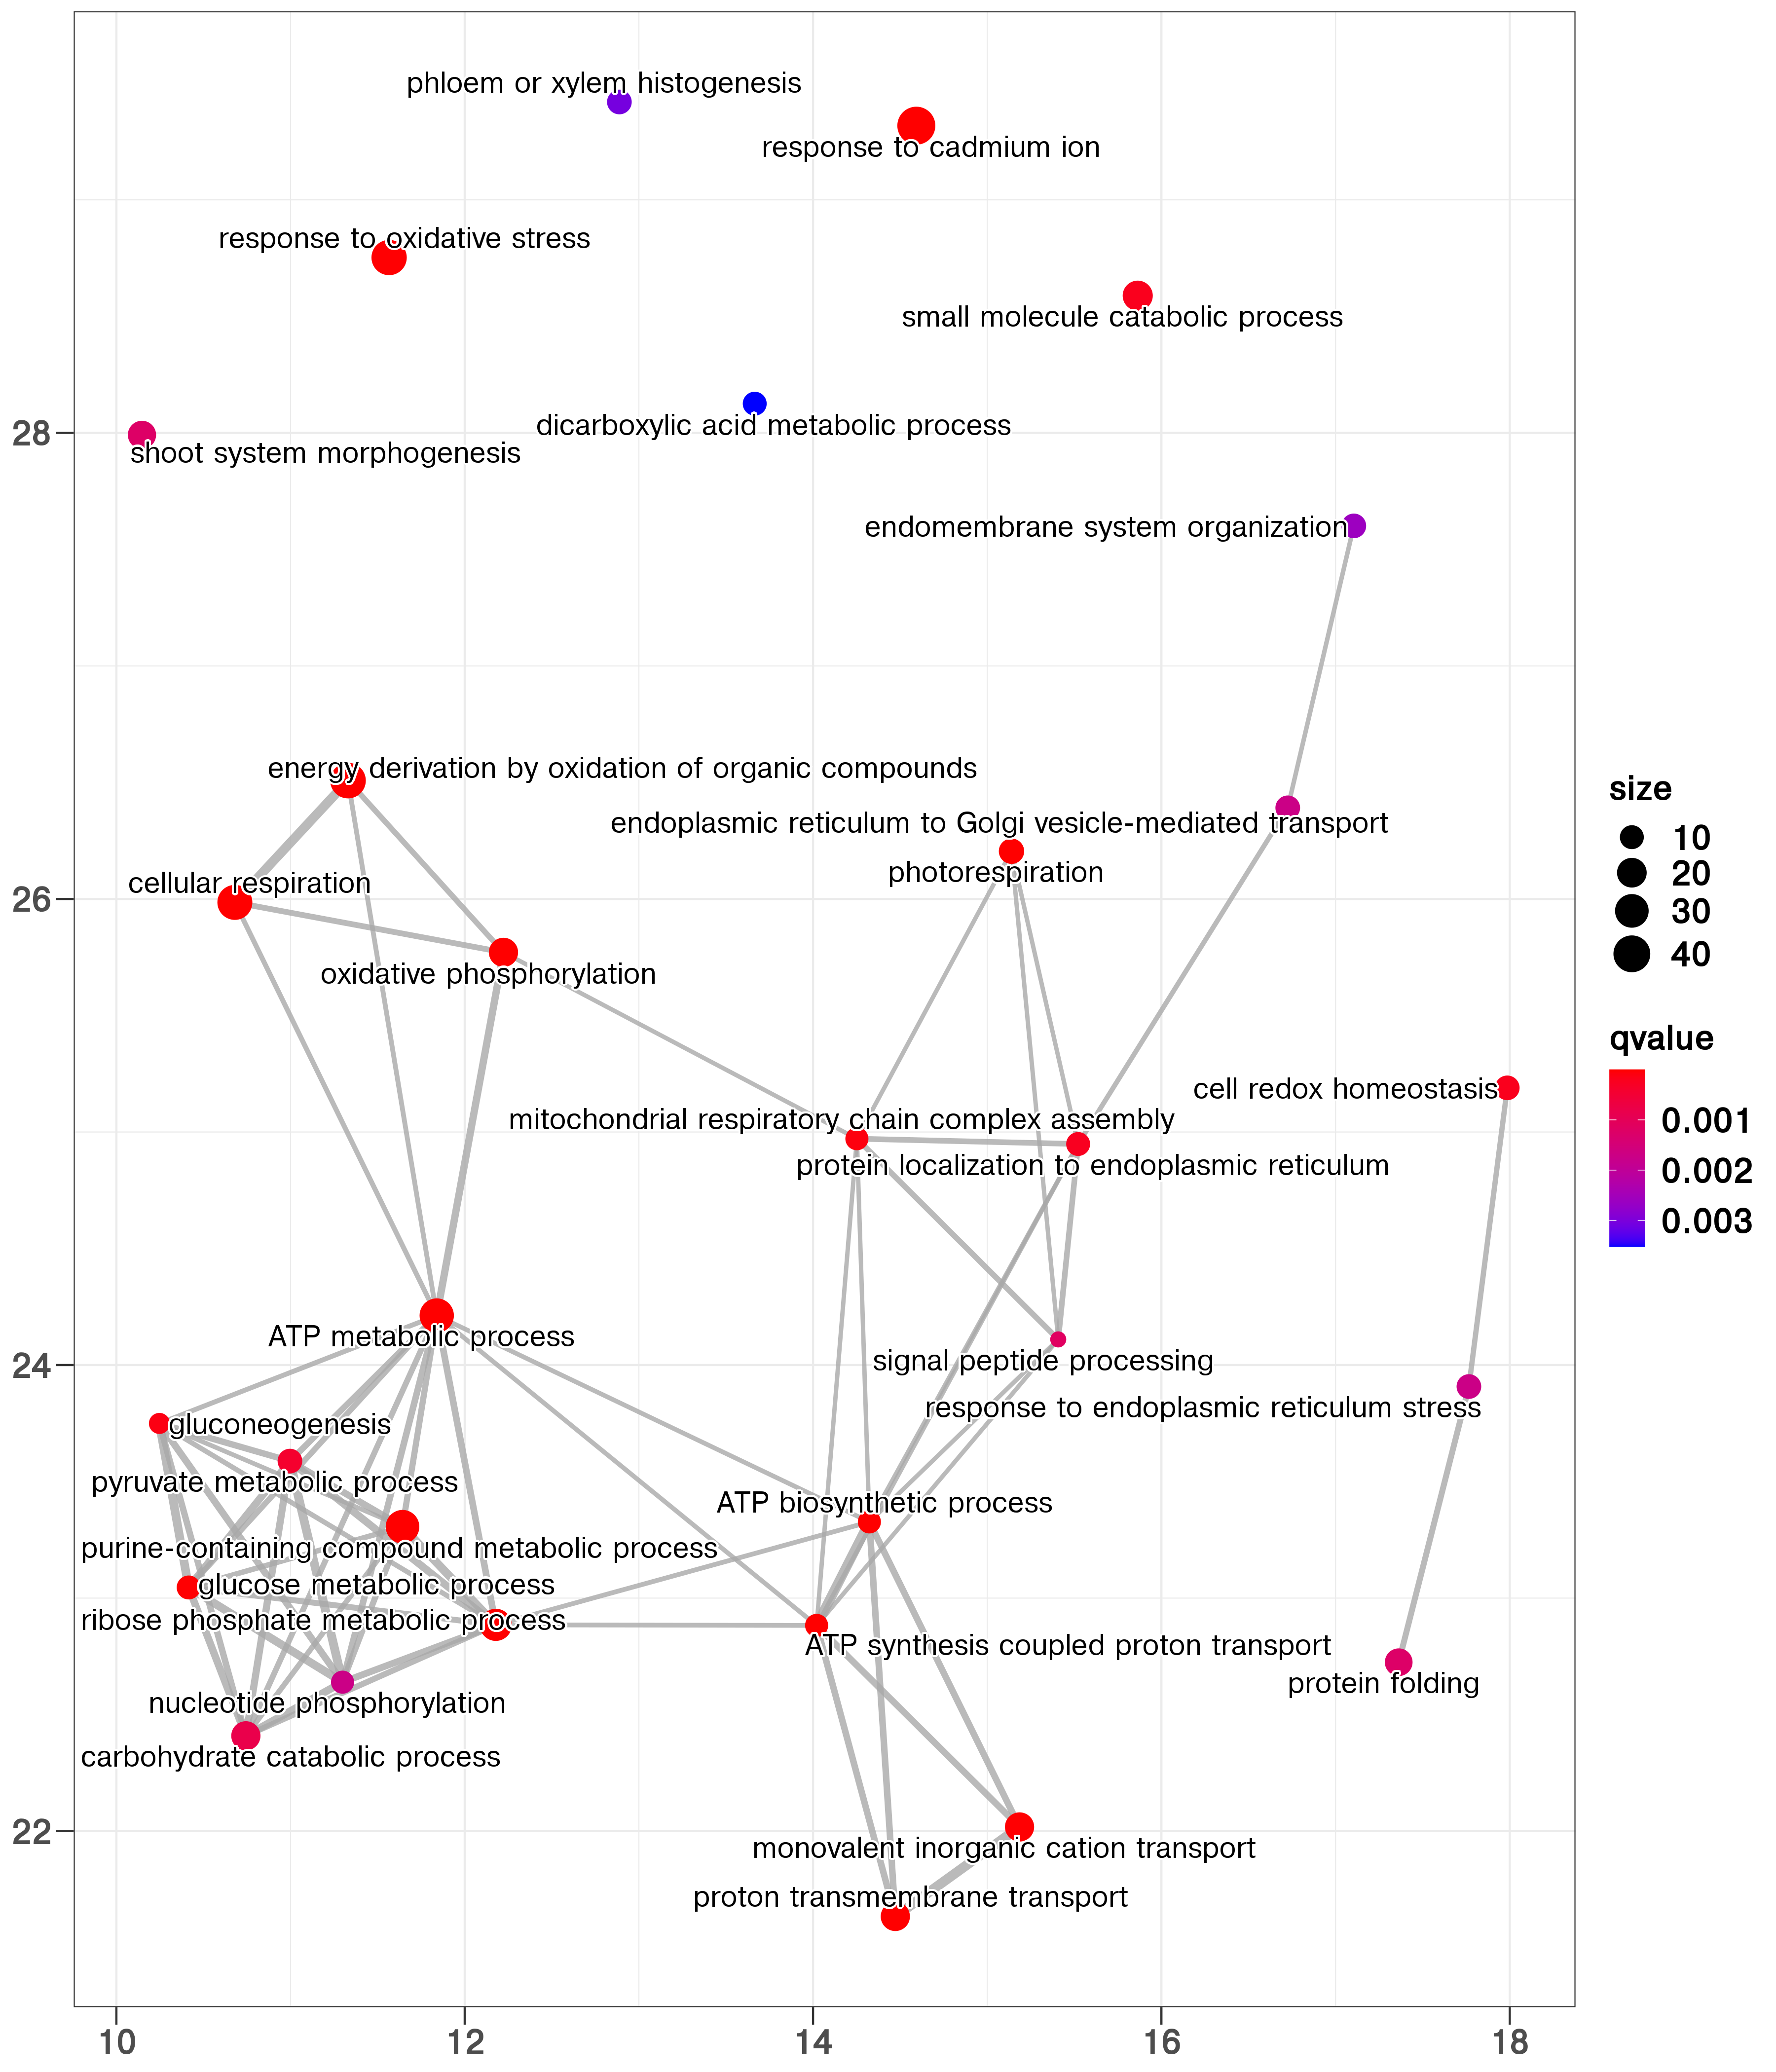 phloem or xylem histogenesis
response to cadmium ion
response to oxidative stress
small molecule catabolic process
dicarboxylic acid metabolic process
28
shoot system morphogenesis
endomembrane system organization
energy derivation by oxidation of organic compounds
size
endoplasmic reticulum to Golgi vesicle-mediated transport
10
photorespiration
20
cellular respiration
26
30
40
oxidative phosphorylation
qvalue
cell redox homeostasis
mitochondrial respiratory chain complex assembly
0.001
protein localization to endoplasmic reticulum
0.002
0.003
ATP metabolic process
signal peptide processing
24
response to endoplasmic reticulum stress
gluconeogenesis
pyruvate metabolic process
ATP biosynthetic process
purine-containing compound metabolic process
glucose metabolic process
ribose phosphate metabolic process
ATP synthesis coupled proton transport
protein folding
nucleotide phosphorylation
carbohydrate catabolic process
22
monovalent inorganic cation transport
proton transmembrane transport
10
12
14
16
18